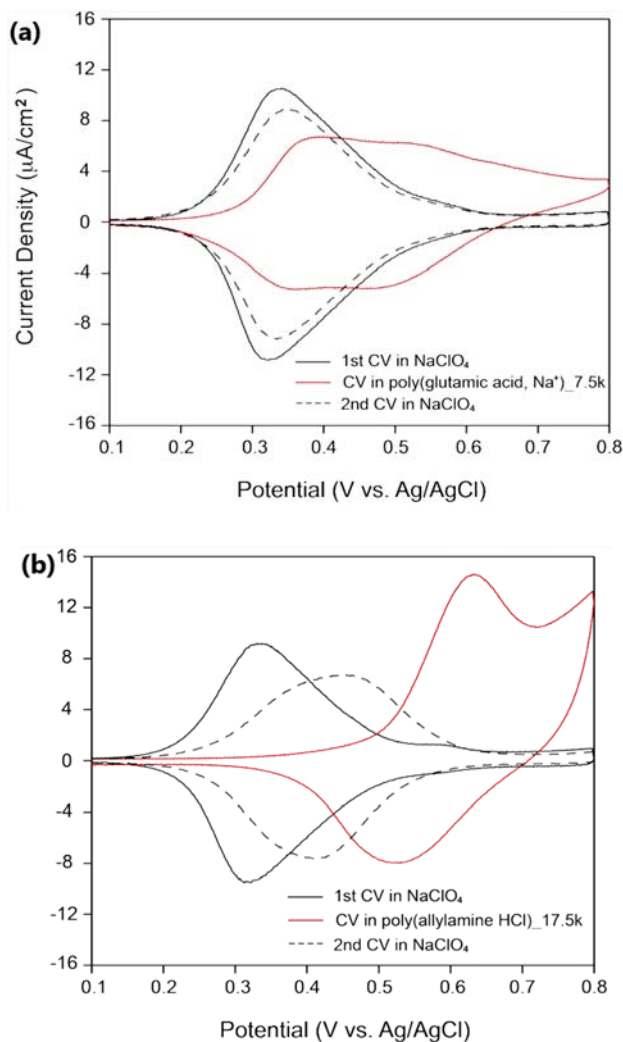 (a)
16
12
8
4
0
-4
-8
-12
-16
Current Density (µA/cm²)
1st CV in NaClO₄
CV in poly(glutamic acid, Na⁺)_7.5k
2nd CV in NaClO₄
0.1 0.2 0.3 0.4 0.5 0.6 0.7 0.8
Potential (V vs. Ag/AgCl)
(b)
16
12
8
4
0
-4
-8
-12
-16
1st CV in NaClO₄
CV in poly(allylamine HCl)_17.5k
2nd CV in NaClO₄
0.1 0.2 0.3 0.4 0.5 0.6 0.7 0.8
Potential (V vs. Ag/AgCl)